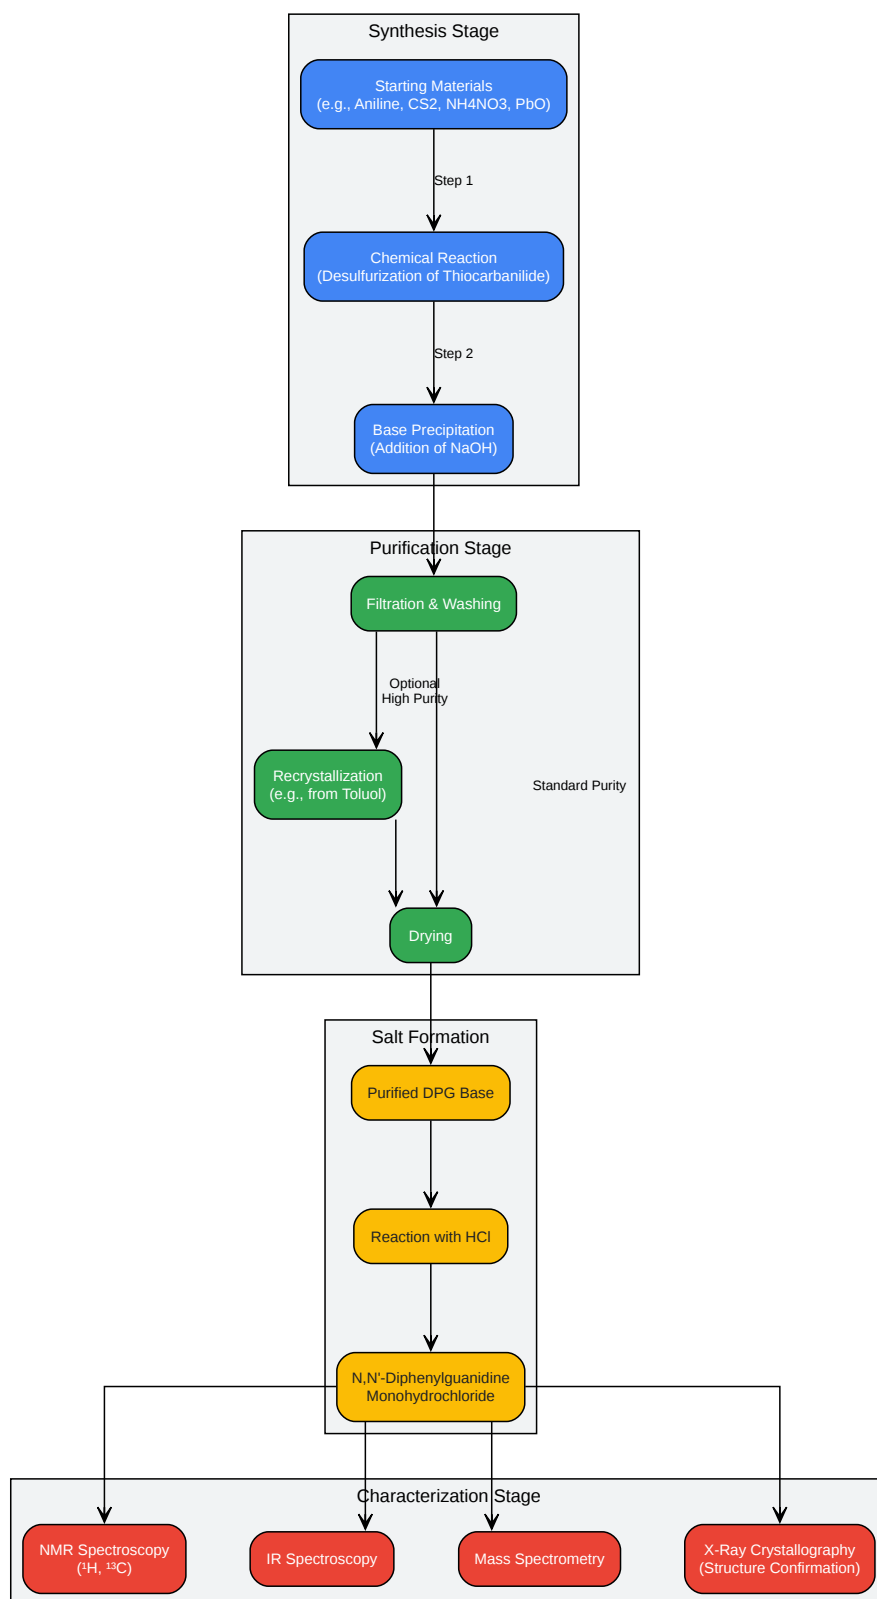 Synthesis Stage
Starting Materials
(e.g., Aniline, CS2, NH4NO3, PbO)
Step 1
Chemical Reaction
(Desulfurization of Thiocarbanilide)
Step 2
Base Precipitation
(Addition of NaOH)
Purification Stage
Filtration & Washing
Optional
High Purity
Recrystallization
(e.g., from Toluol)
Standard Purity
Drying
Salt Formation
Purified DPG Base
Reaction with HCl
N,N'-Diphenylguanidine
Monohydrochloride
Characterization Stage
NMR Spectroscopy
(¹H, ¹³C)
IR Spectroscopy
Mass Spectrometry
X-Ray Crystallography
(Structure Confirmation)